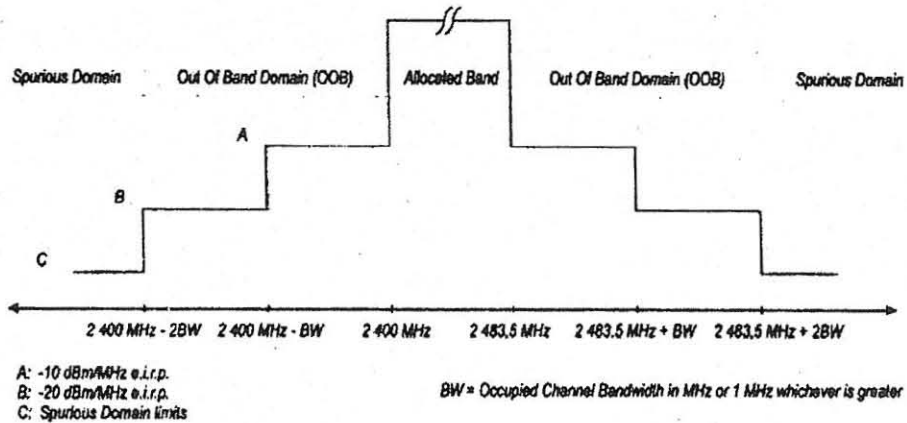 Spurious Domain
Out Of Band Domain (OOB)
Allocated Band
Out Of Band Domain (OOB)
Spurious Domain
A
B
C
2 400 MHz - 2BW
2 400 MHz - BW
2 400 MHz
2 483.5 MHz
2 483.5 MHz + BW
2 483.5 MHz + 2BW
A: -10 dBm/MHz e.i.r.p.
B: -20 dBm/MHz e.i.r.p.
C: Spurious Domain limits
BW = Occupied Channel Bandwidth in MHz or 1 MHz whichever is greater